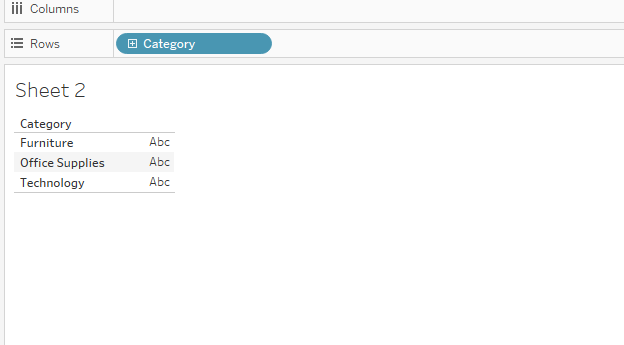 Columns
Rows Category
Sheet 2
Category
Furniture Abc
Office Supplies Abc
Technology Abc